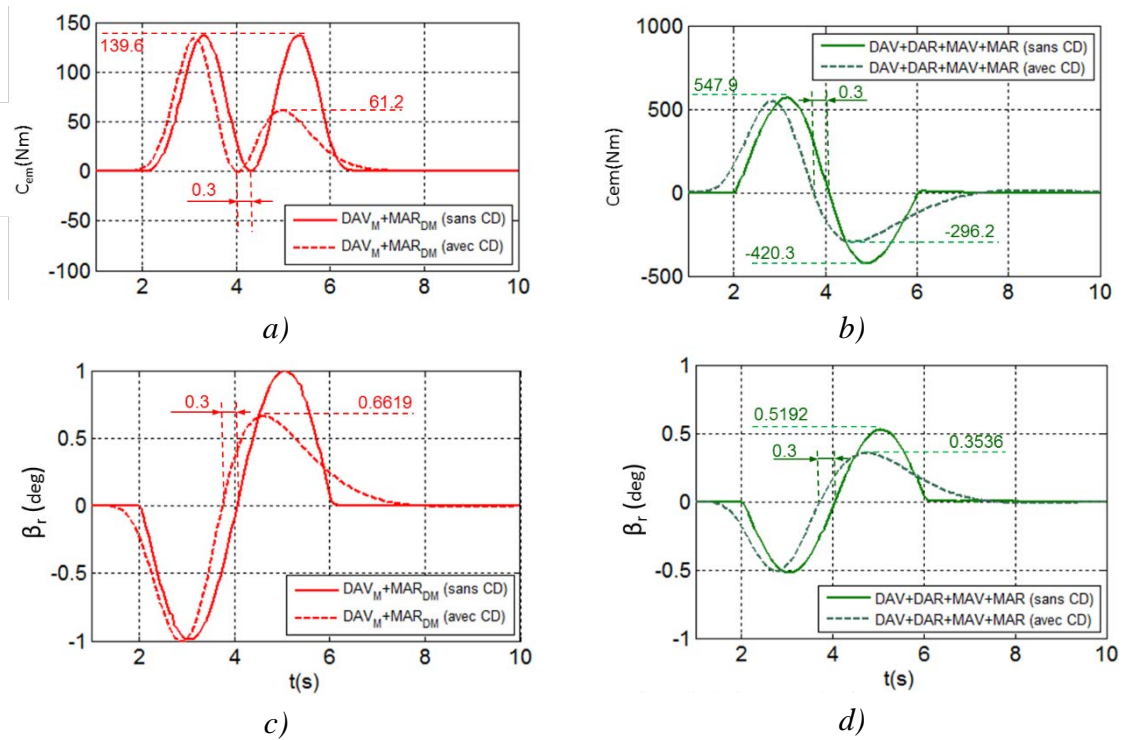 150
100
50
0
-50
-100
C_em(Nm)
139.6
61.2
0.3
DAV_M+MAR_DM (sans CD)
DAV_M+MAR_DM (avec CD)
2 4 6 8 10
a)
1000
500
0
-500
Cem(Nm)
DAV+DAR+MAV+MAR (sans CD)
DAV+DAR+MAV+MAR (avec CD)
547.9
0.3
-296.2
-420.3
2 4 6 8 10
b)
1
0.5
0
-0.5
-1
β_r (deg)
0.3
0.6619
DAV_M+MAR_DM (sans CD)
DAV_M+MAR_DM (avec CD)
2 4 6 8 10
t(s)
c)
1
0.5
0
-0.5
-1
β_r (deg)
0.5192
0.3536
0.3
DAV+DAR+MAV+MAR (sans CD)
DAV+DAR+MAV+MAR (avec CD)
2 4 6 8 10
t(s)
d)